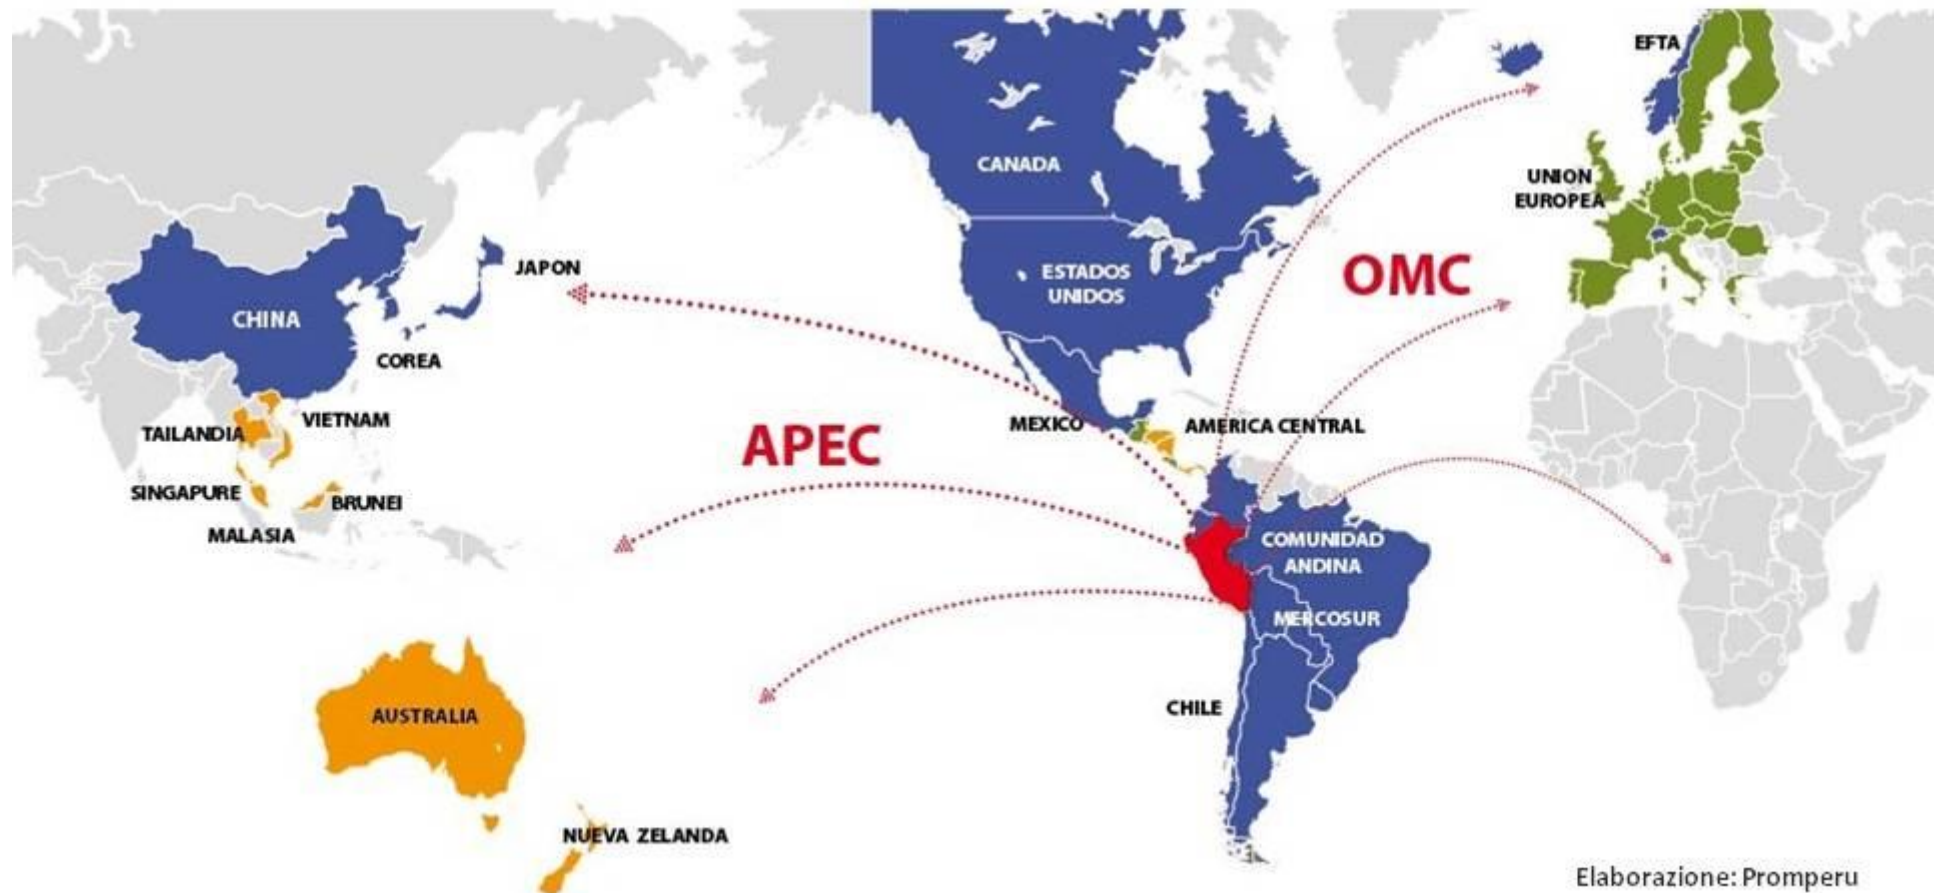 EFTA
CANADA
UNION
EUROPEA
JAPON
ESTADOS
UNIDOS
OMC
CHINA
COREA
VIETNAM
TAILANDIA
MEXICO
AMERICA CENTRAL
APEC
SINGAPURE
BRUNEI
MALASIA
COMUNIDAD
ANDINA
MERCOSUR
CHILE
AUSTRALIA
NUEVA ZELANDA
Elaborazione: Promperu